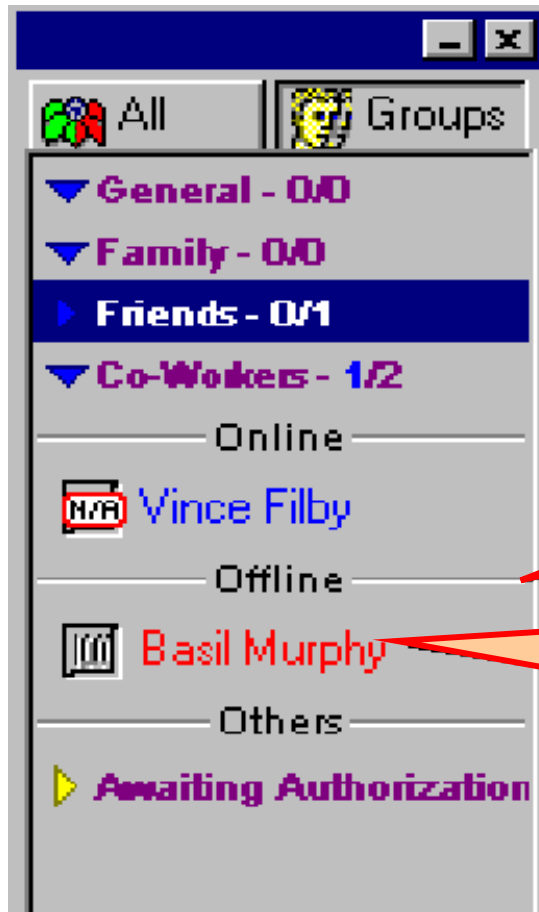 All Groups
General - 0/0
Family - 0/0
Friends - 0/1
Co-Workers - 1/2
Online
N/A Vince Filby
Offline
Basil Murphy
Others
Awaiting Authorization